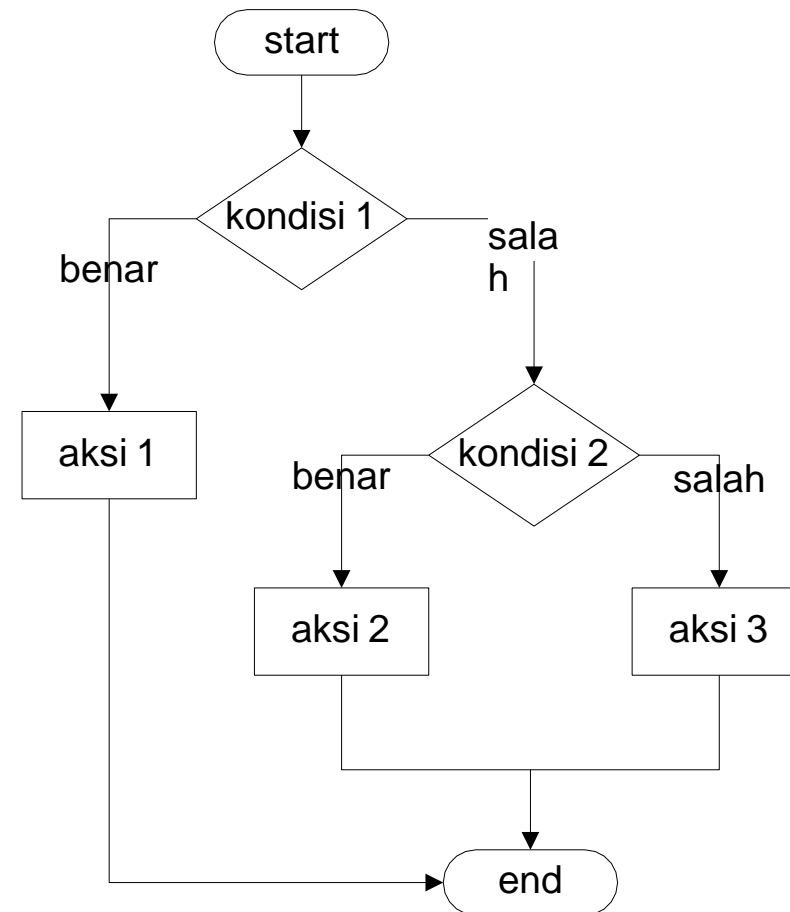 start
kondisi 1
benar
sala
h
aksi 1
kondisi 2
benar
salah
aksi 2
aksi 3
end